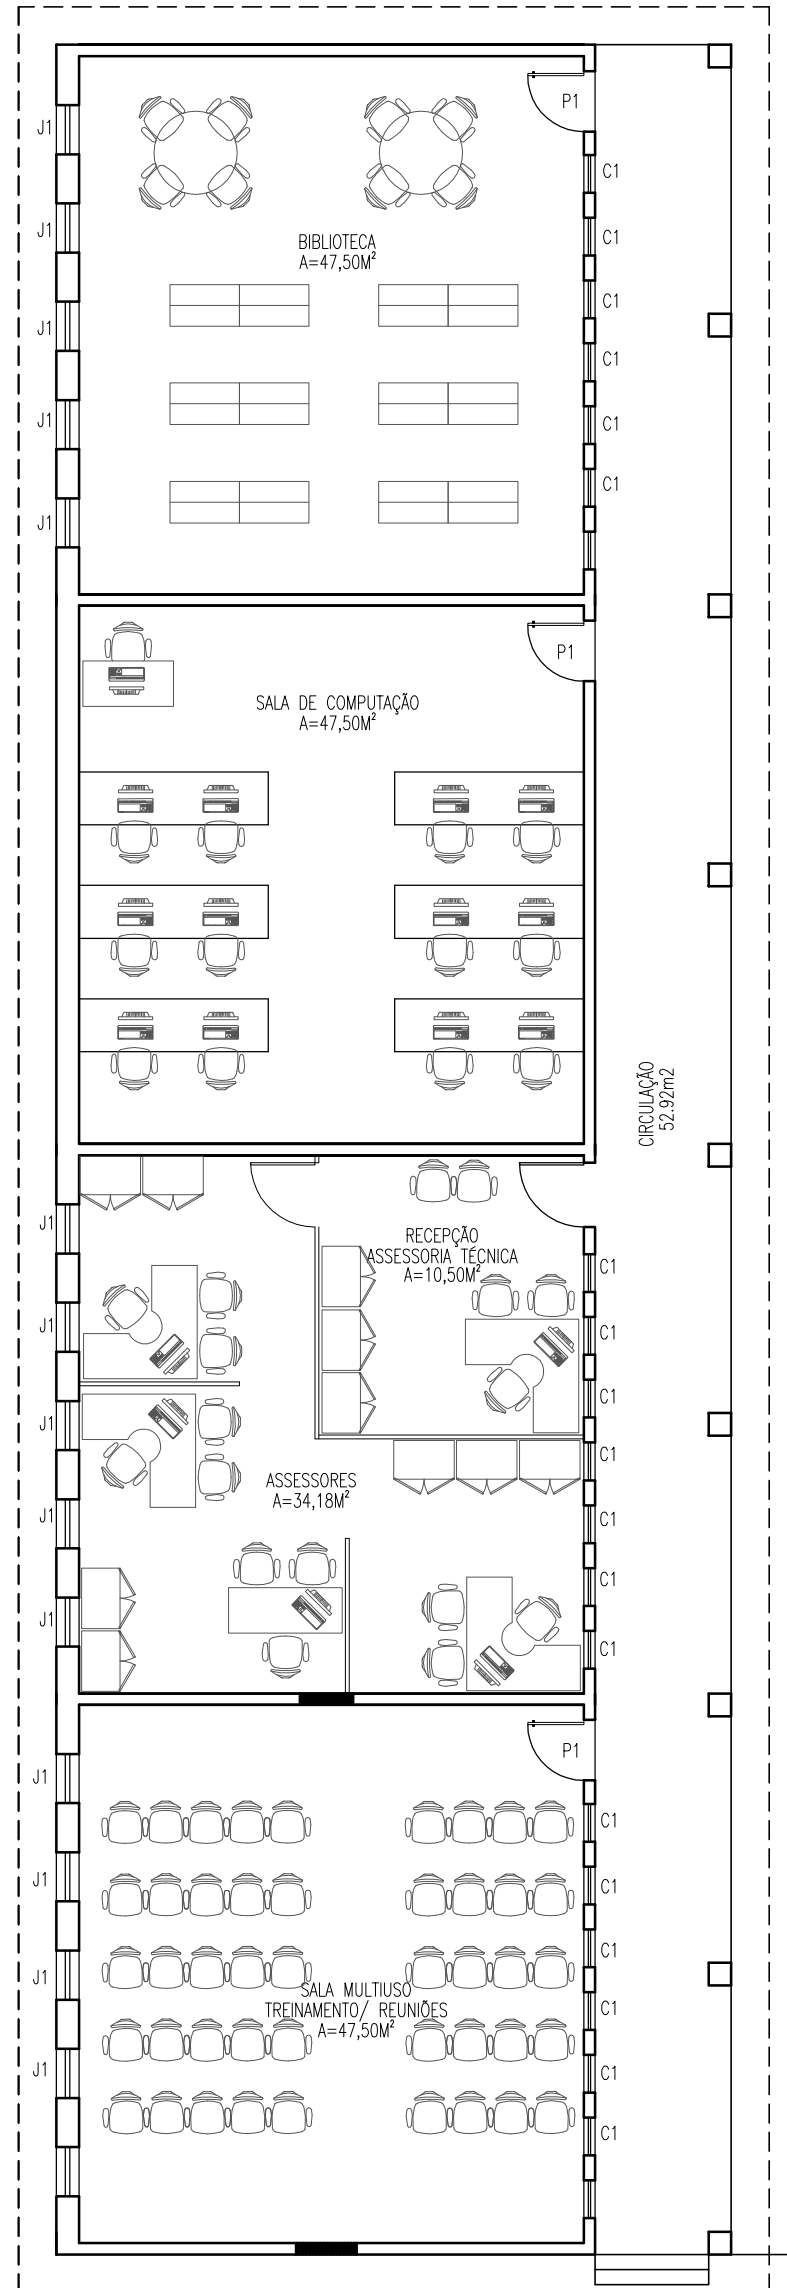 P1
J1
C1
J1
C1
BIBLIOTECA
A=47,50M²
C1
J1
C1
J1
C1
C1
J1
P1
SALA DE COMPUTAÇÃO
A=47,50M²
CIRCULAÇÃO
52.92m2
J1
RECEPÇÃO
ASSESSORIA TÉCNICA
A=10,50M²
C1
J1
C1
C1
J1
C1
ASSESSORES
A=34,18M²
J1
C1
C1
J1
C1
P1
J1
C1
J1
C1
C1
J1
SALA MULTIUSO
TREINAMENTO/ REUNIÕES
A=47,50M²
C1
J1
C1
C1